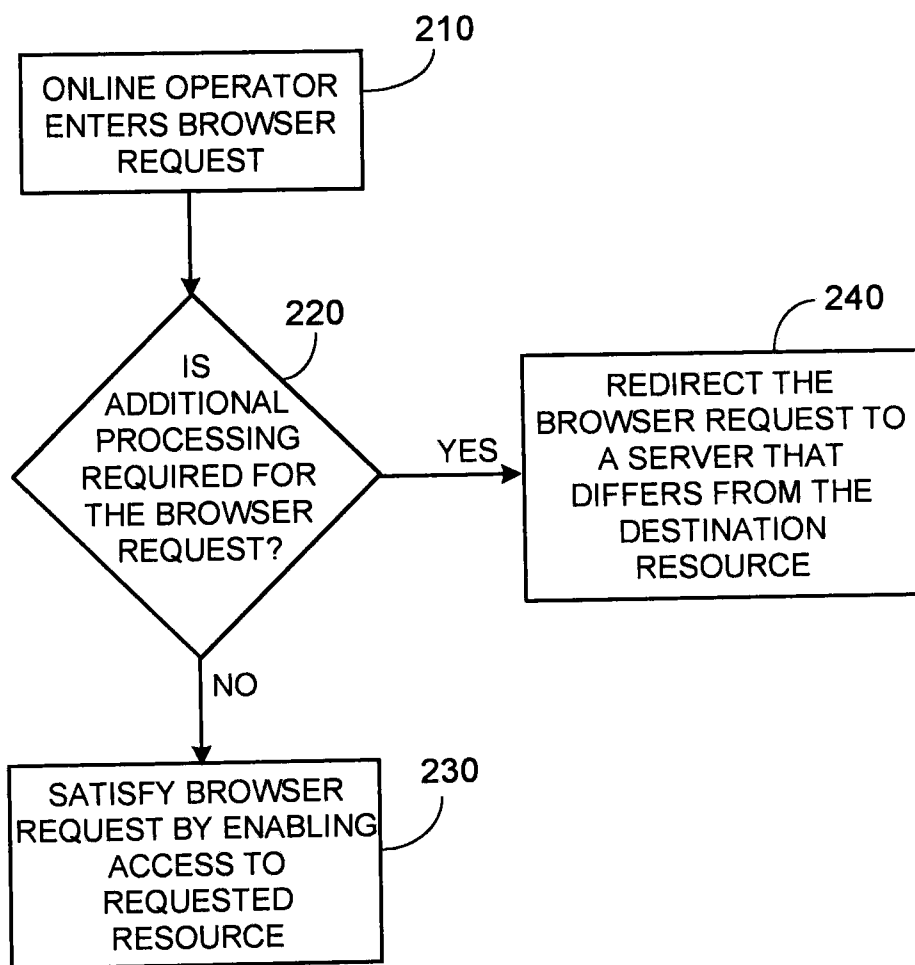 210
ONLINE OPERATOR
ENTERS BROWSER
REQUEST
220
IS
ADDITIONAL
PROCESSING
REQUIRED FOR
THE BROWSER
REQUEST?
YES
240
REDIRECT THE
BROWSER REQUEST TO
A SERVER THAT
DIFFERS FROM THE
DESTINATION
RESOURCE
NO
230
SATISFY BROWSER
REQUEST BY ENABLING
ACCESS TO
REQUESTED
RESOURCE